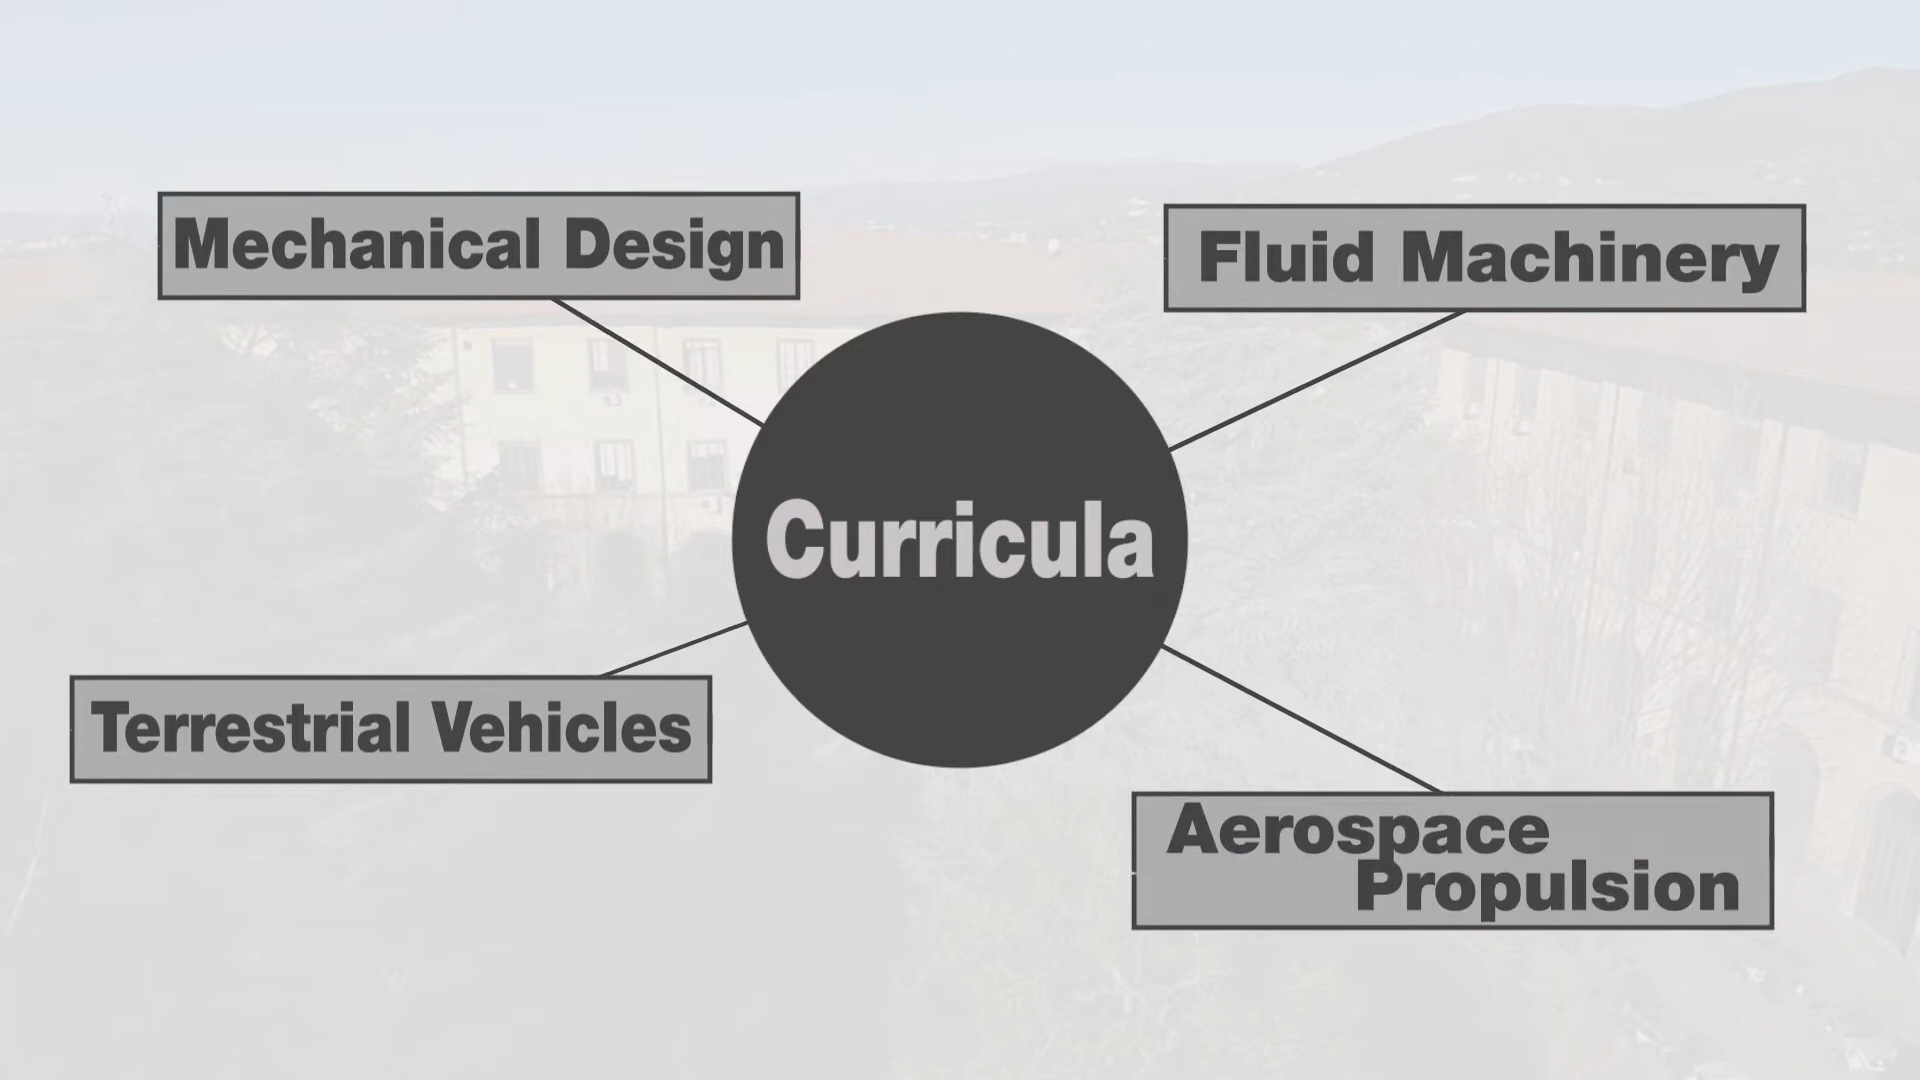 Mechanical Design
Fluid Machinery
Curricula
Terrestrial Vehicles
Aerospace
Propulsion